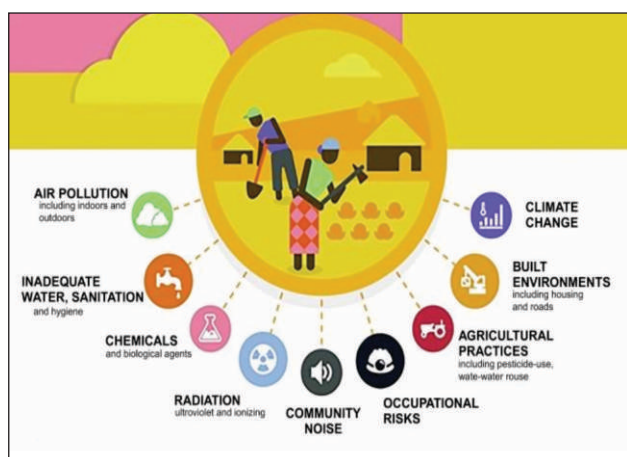 AIR POLLUTION
including indoors and
outdoors
INADEQUATE
WATER, SANITATION
and hygiene
CHEMICALS
and biological agents
RADIATION
ultroviolet and ionizing
COMMUNITY
NOISE
OCCUPATIONAL
RISKS
AGRICULTURAL
PRACTICES
including pesticide-use,
wate-water rouse
BUILT
ENVIRONMENTS
including housing
and roads
CLIMATE
CHANGE